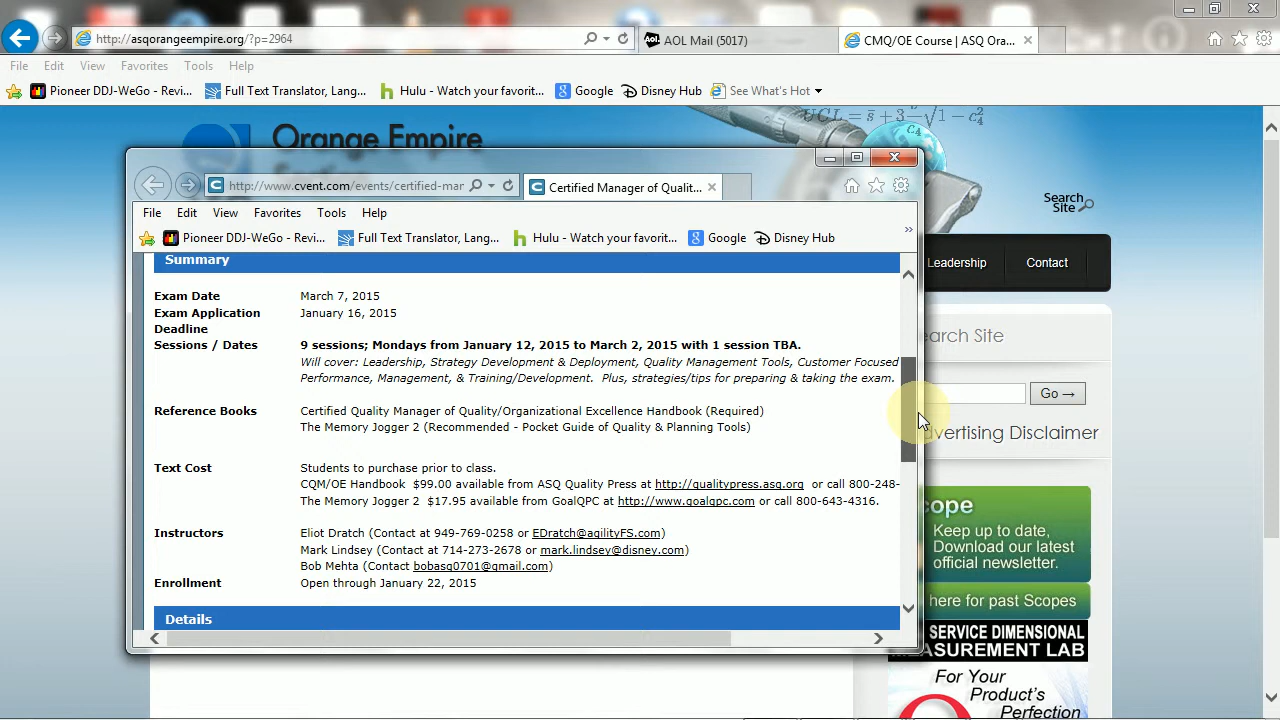 http://asqorangeempire.org/?p=2964
AOL Mail (5017)
CMQ/OE Course | ASQ Ora...
File Edit View Favorites Tools Help
Pioneer DDJ-WeGo - Revi... Full Text Translator, Lang... Hulu - Watch your favorit... Google Disney Hub See What's Hot
Orange Empire
Search
Site
Leadership Contact
http://www.cvent.com/events/certified-mar
Certified Manager of Qualit...
File Edit View Favorites Tools Help
Pioneer DDJ-WeGo - Revi... Full Text Translator, Lang... Hulu - Watch your favorit... Google Disney Hub
Summary
Exam Date March 7, 2015
Exam Application January 16, 2015
Deadline
Sessions / Dates 9 sessions; Mondays from January 12, 2015 to March 2, 2015 with 1 session TBA.
Will cover: Leadership, Strategy Development & Deployment, Quality Management Tools, Customer Focused
Performance, Management, & Training/Development. Plus, strategies/tips for preparing & taking the exam.
Reference Books Certified Quality Manager of Quality/Organizational Excellence Handbook (Required)
The Memory Jogger 2 (Recommended - Pocket Guide of Quality & Planning Tools)
Text Cost Students to purchase prior to class.
CQM/OE Handbook $99.00 available from ASQ Quality Press at http://qualitypress.asq.org or call 800-248-
The Memory Jogger 2 $17.95 available from GoalQPC at http://www.goalqpc.com or call 800-643-4316.
Instructors Eliot Dratch (Contact at 949-769-0258 or EDratch@agilityFS.com)
Mark Lindsey (Contact at 714-273-2678 or mark.lindsey@disney.com)
Bob Mehta (Contact bobasq0701@gmail.com)
Enrollment Open through January 22, 2015
Details
earch Site
Go →
vertising Disclaimer
cope
Keep up to date,
Download our latest
official newsletter.
here for past Scopes
SERVICE DIMENSIONAL
MEASUREMENT LAB
For Your
Product's
Perfection